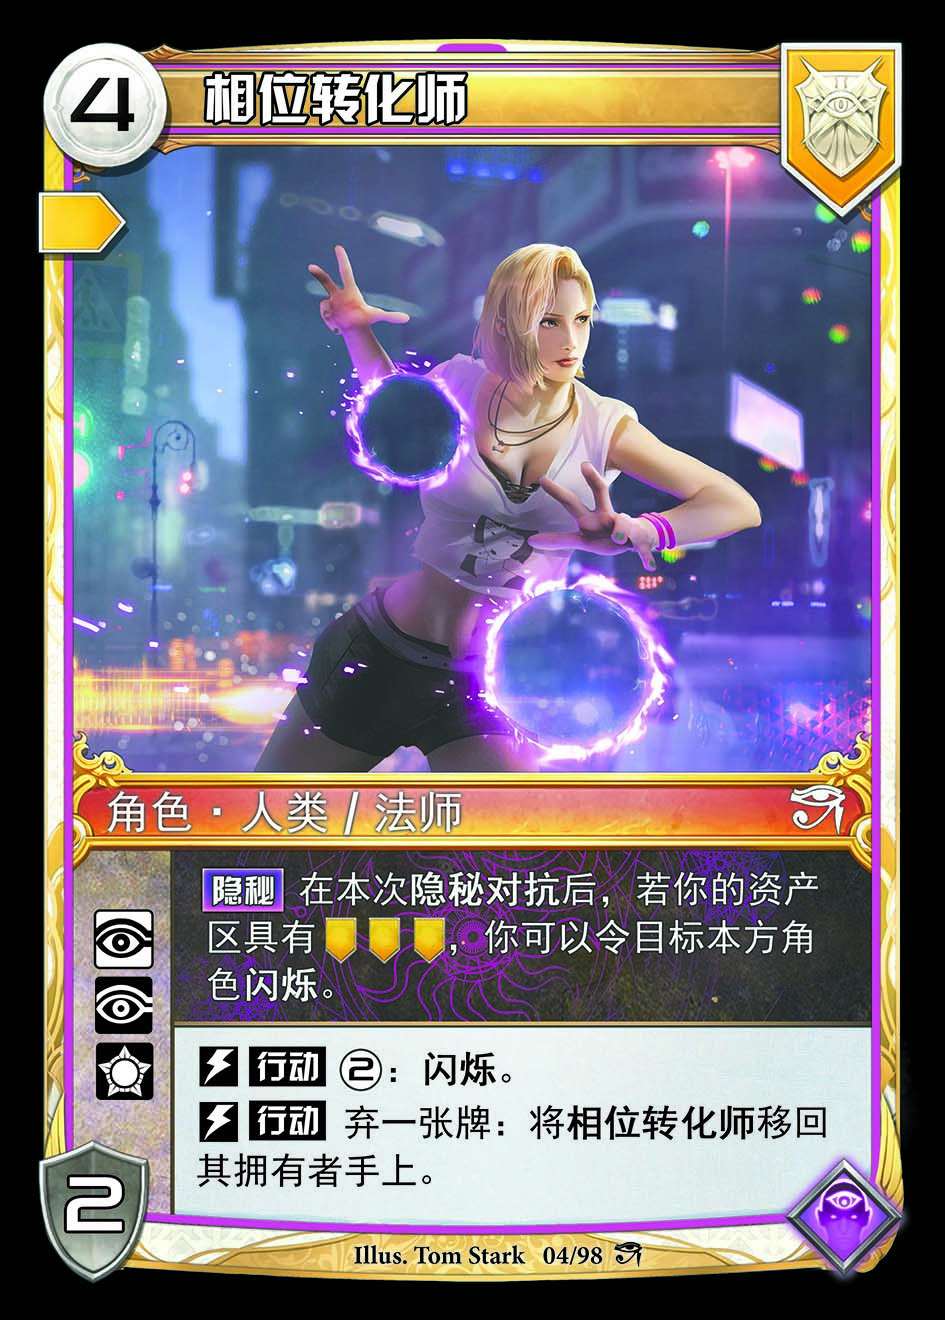 4
相位转化师
角色·人类 / 法师
隐秘 在本次隐秘对抗后，若你的资产
区具有，你可以令目标本方角
色闪烁。
行动 2：闪烁。
行动 弃一张牌：将相位转化师移回
其拥有者手上。
2
Illus. Tom Stark 04/98